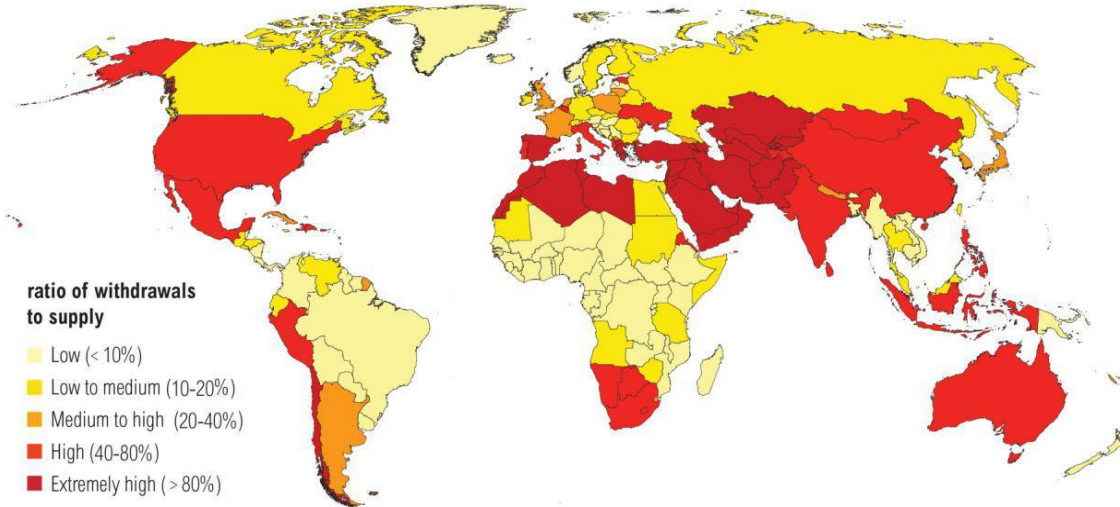 ratio of withdrawals
to supply
Low (< 10%)
Low to medium (10-20%)
Medium to high (20-40%)
High (40-80%)
Extremely high (> 80%)